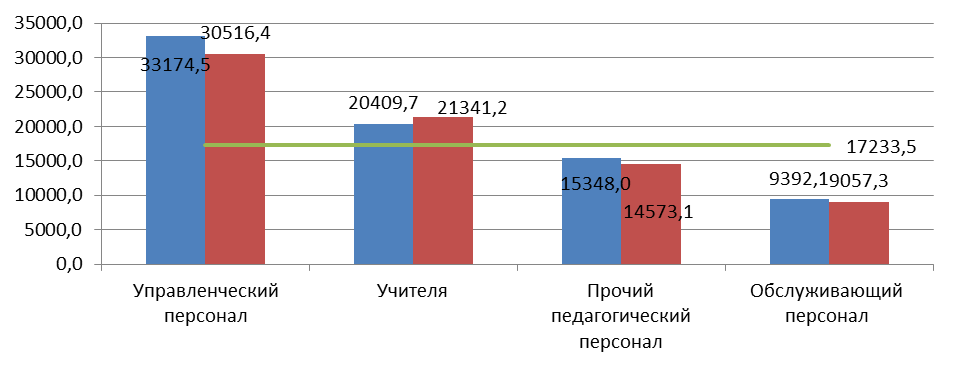 35000,0
30000,0
25000,0
20000,0
15000,0
10000,0
5000,0
0,0
33174,5
30516,4
20409,7
21341,2
15348,0
14573,1
9392,1
9057,3
17233,5
Управленческий
персонал
Учителя
Прочий
педагогический
персонал
Обслуживающий
персонал